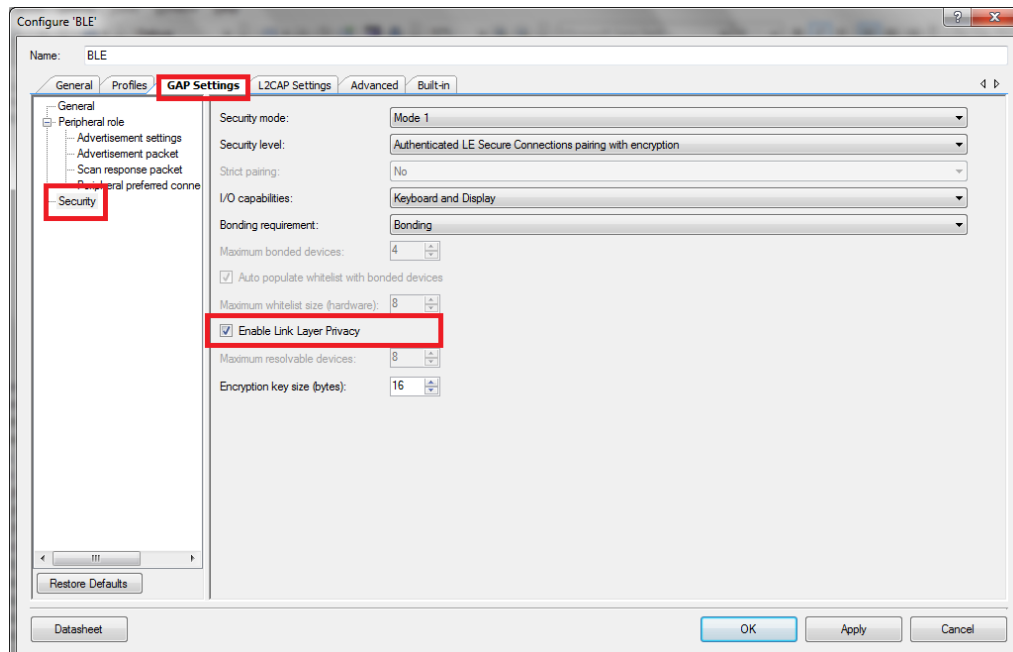 Configure 'BLE'
Name: BLE
General Profiles GAP Settings L2CAP Settings Advanced Built-in
General
Peripheral role
Advertisement settings
Advertisement packet
Scan response packet
Peripheral preferred conne
Security
Security mode: Mode 1
Security level: Authenticated LE Secure Connections pairing with encryption
Strict pairing: No
I/O capabilities: Keyboard and Display
Bonding requirement: Bonding
Maximum bonded devices: 4
Auto populate whitelist with bonded devices
Maximum whitelist size (hardware): 8
Enable Link Layer Privacy
Maximum resolvable devices: 8
Encryption key size (bytes): 16
Restore Defaults
Datasheet OK Apply Cancel